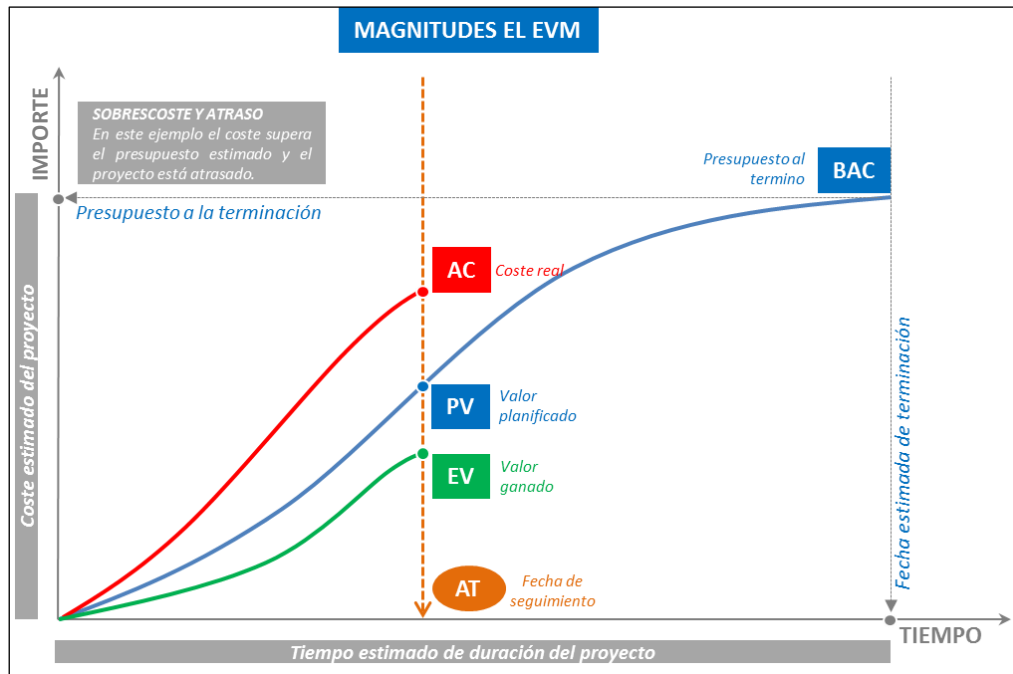 MAGNITUDES EL EVM
IMPORTE
SOBRESCOSTE Y ATRASO
En este ejemplo el coste supera
el presupuesto estimado y el
proyecto está atrasado.
Presupuesto al
termino
BAC
Presupuesto a la terminación
AC
Coste real
Coste estimado del proyecto
PV
Valor
planificado
EV
Valor
ganado
Fecha estimada de terminación
AT
Fecha de
seguimiento
TIEMPO
Tiempo estimado de duración del proyecto